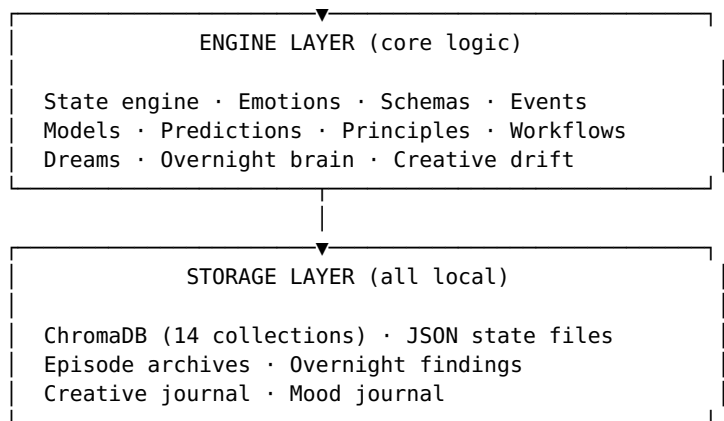 ENGINE LAYER (core logic)
State engine · Emotions · Schemas · Events
Models · Predictions · Principles · Workflows
Dreams · Overnight brain · Creative drift
STORAGE LAYER (all local)
ChromaDB (14 collections) · JSON state files
Episode archives · Overnight findings
Creative journal · Mood journal